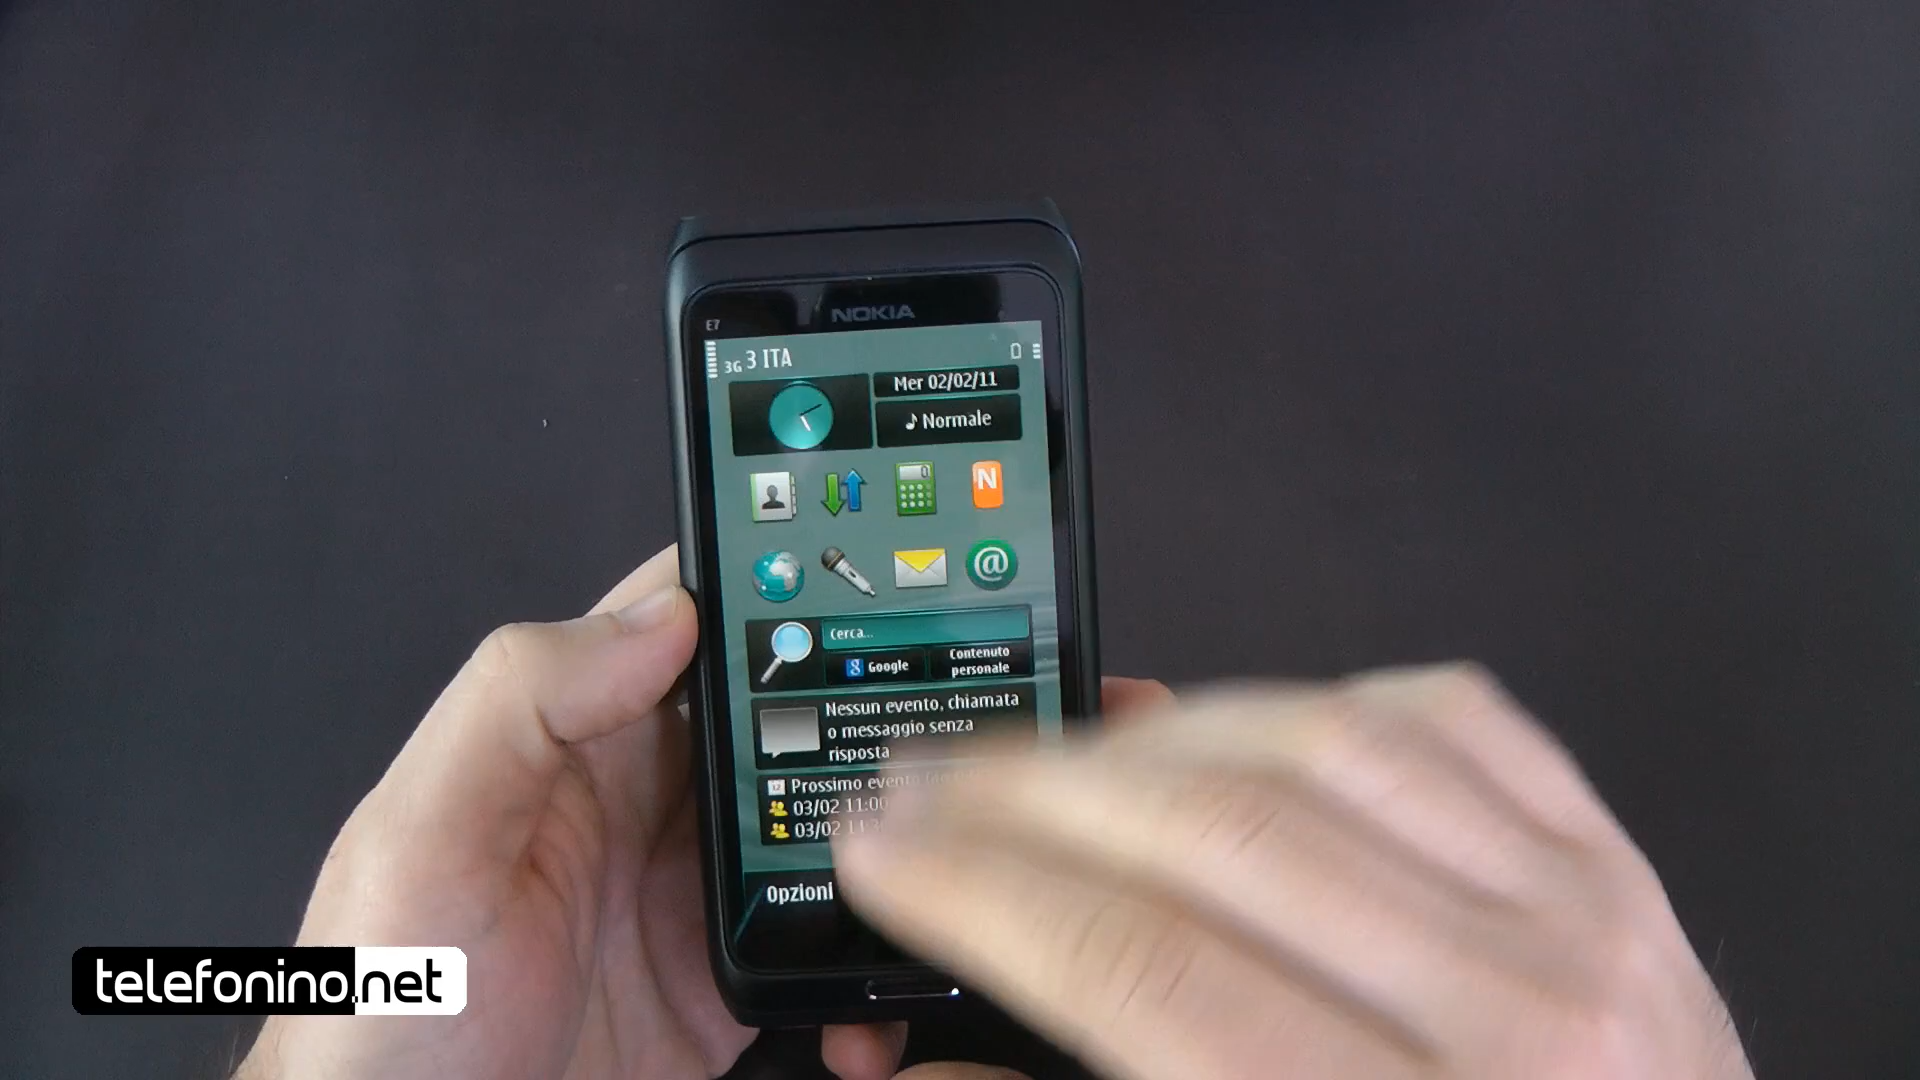 E7
NOKIA
3G 3 ITA
Mer 02/02/11
Normale
N
@
Cerca...
8 Google
Contenuto
personale
Nessun evento, chiamata
o messaggio senza
risposta
Prossimo evento
03/02 11:00
03/02
Opzioni
telefonino.net